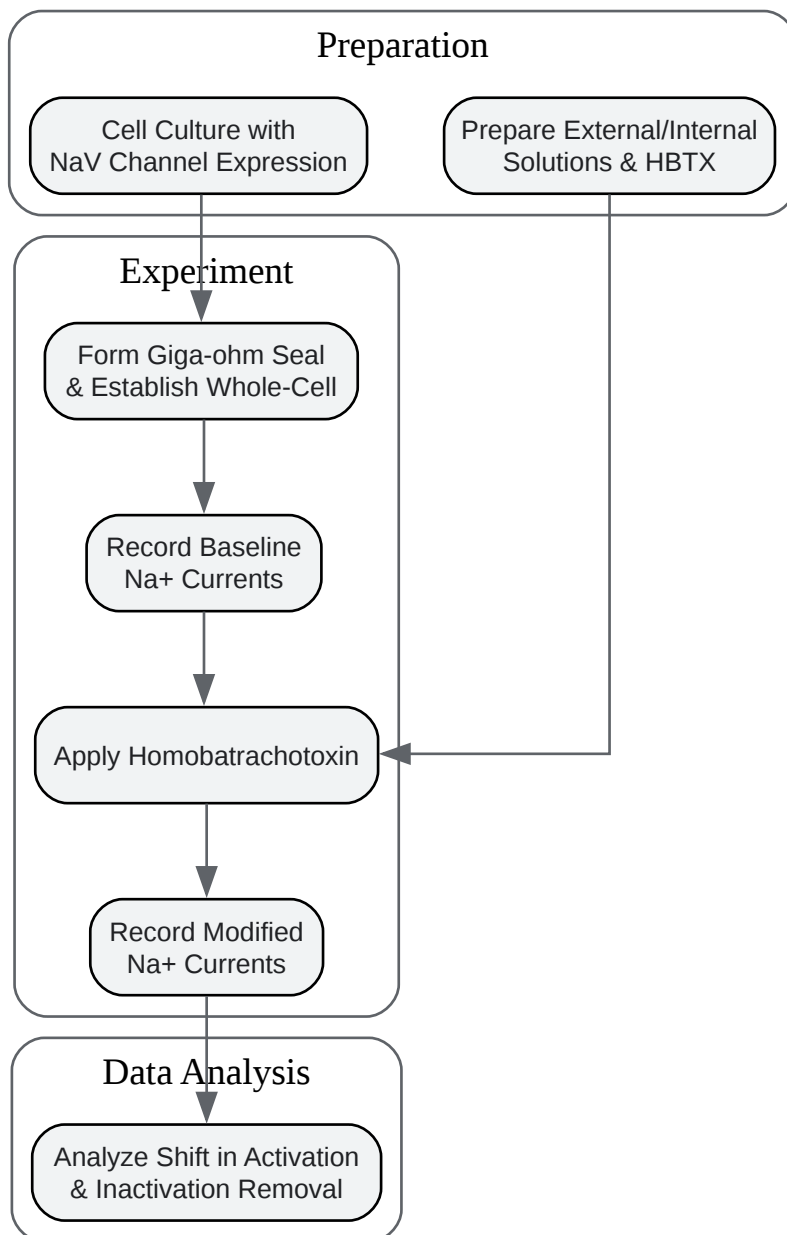 Preparation
Cell Culture with
NaV Channel Expression
Prepare External/Internal
Solutions & HBTX
Experiment
Form Giga-ohm Seal
& Establish Whole-Cell
Record Baseline
Na+ Currents
Apply Homobatrachotoxin
Record Modified
Na+ Currents
Data Analysis
Analyze Shift in Activation
& Inactivation Removal